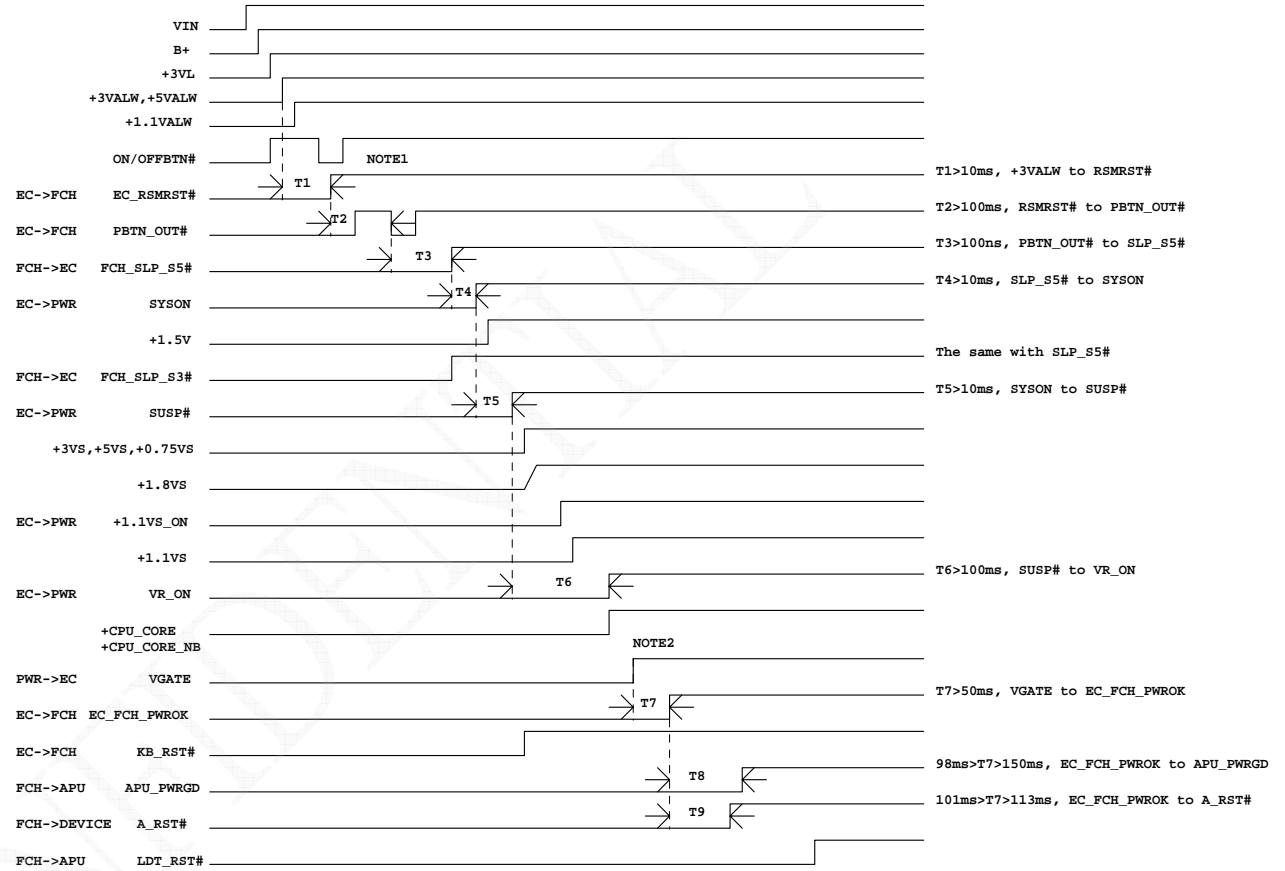 VIN
B+
+3VL
+3VALW,+5VALW
+1.1VALW
ON/OFFBTN# NOTE1
EC->FCH EC_RSMRST# T1 T1>10ms, +3VALW to RSMRST#
EC->FCH PBTN_OUT# T2 T2>100ms, RSMRST# to PBTN_OUT#
FCH->EC FCH_SLP_S5# T3 T3>100ns, PBTN_OUT# to SLP_S5#
EC->PWR SYSON T4 T4>10ms, SLP_S5# to SYSON
+1.5V
FCH->EC FCH_SLP_S3# The same with SLP_S5#
EC->PWR SUSP# T5 T5>10ms, SYSON to SUSP#
+3VS,+5VS,+0.75VS
+1.8VS
EC->PWR +1.1VS_ON
+1.1VS
EC->PWR VR_ON T6 T6>100ms, SUSP# to VR_ON
+CPU_CORE
+CPU_CORE_NB
NOTE2
PWR->EC VGATE
EC->FCH EC_FCH_PWROK T7 T7>50ms, VGATE to EC_FCH_PWROK
EC->FCH KB_RST#
FCH->APU APU_PWRGD T8 98ms>T7>150ms, EC_FCH_PWROK to APU_PWRGD
FCH->DEVICE A_RST# T9 101ms>T7>113ms, EC_FCH_PWROK to A_RST#
FCH->APU LDT_RST#
NFIDENTIAL